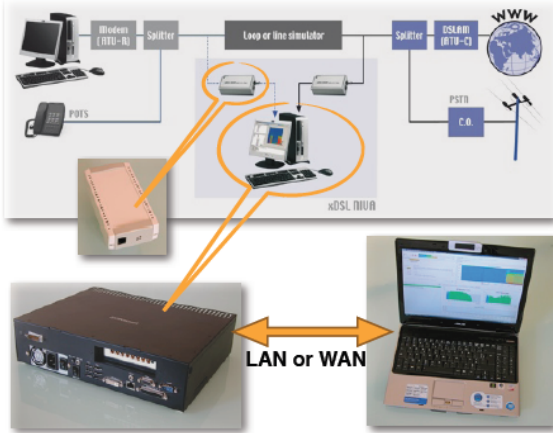 WWW
Modem
(ATU-R)
Splitter
Loop or line simulator
Splitter
DSLAM
(ATU-C)
POTS
PSTN
C.O.
xDSL NIVA
LAN or WAN